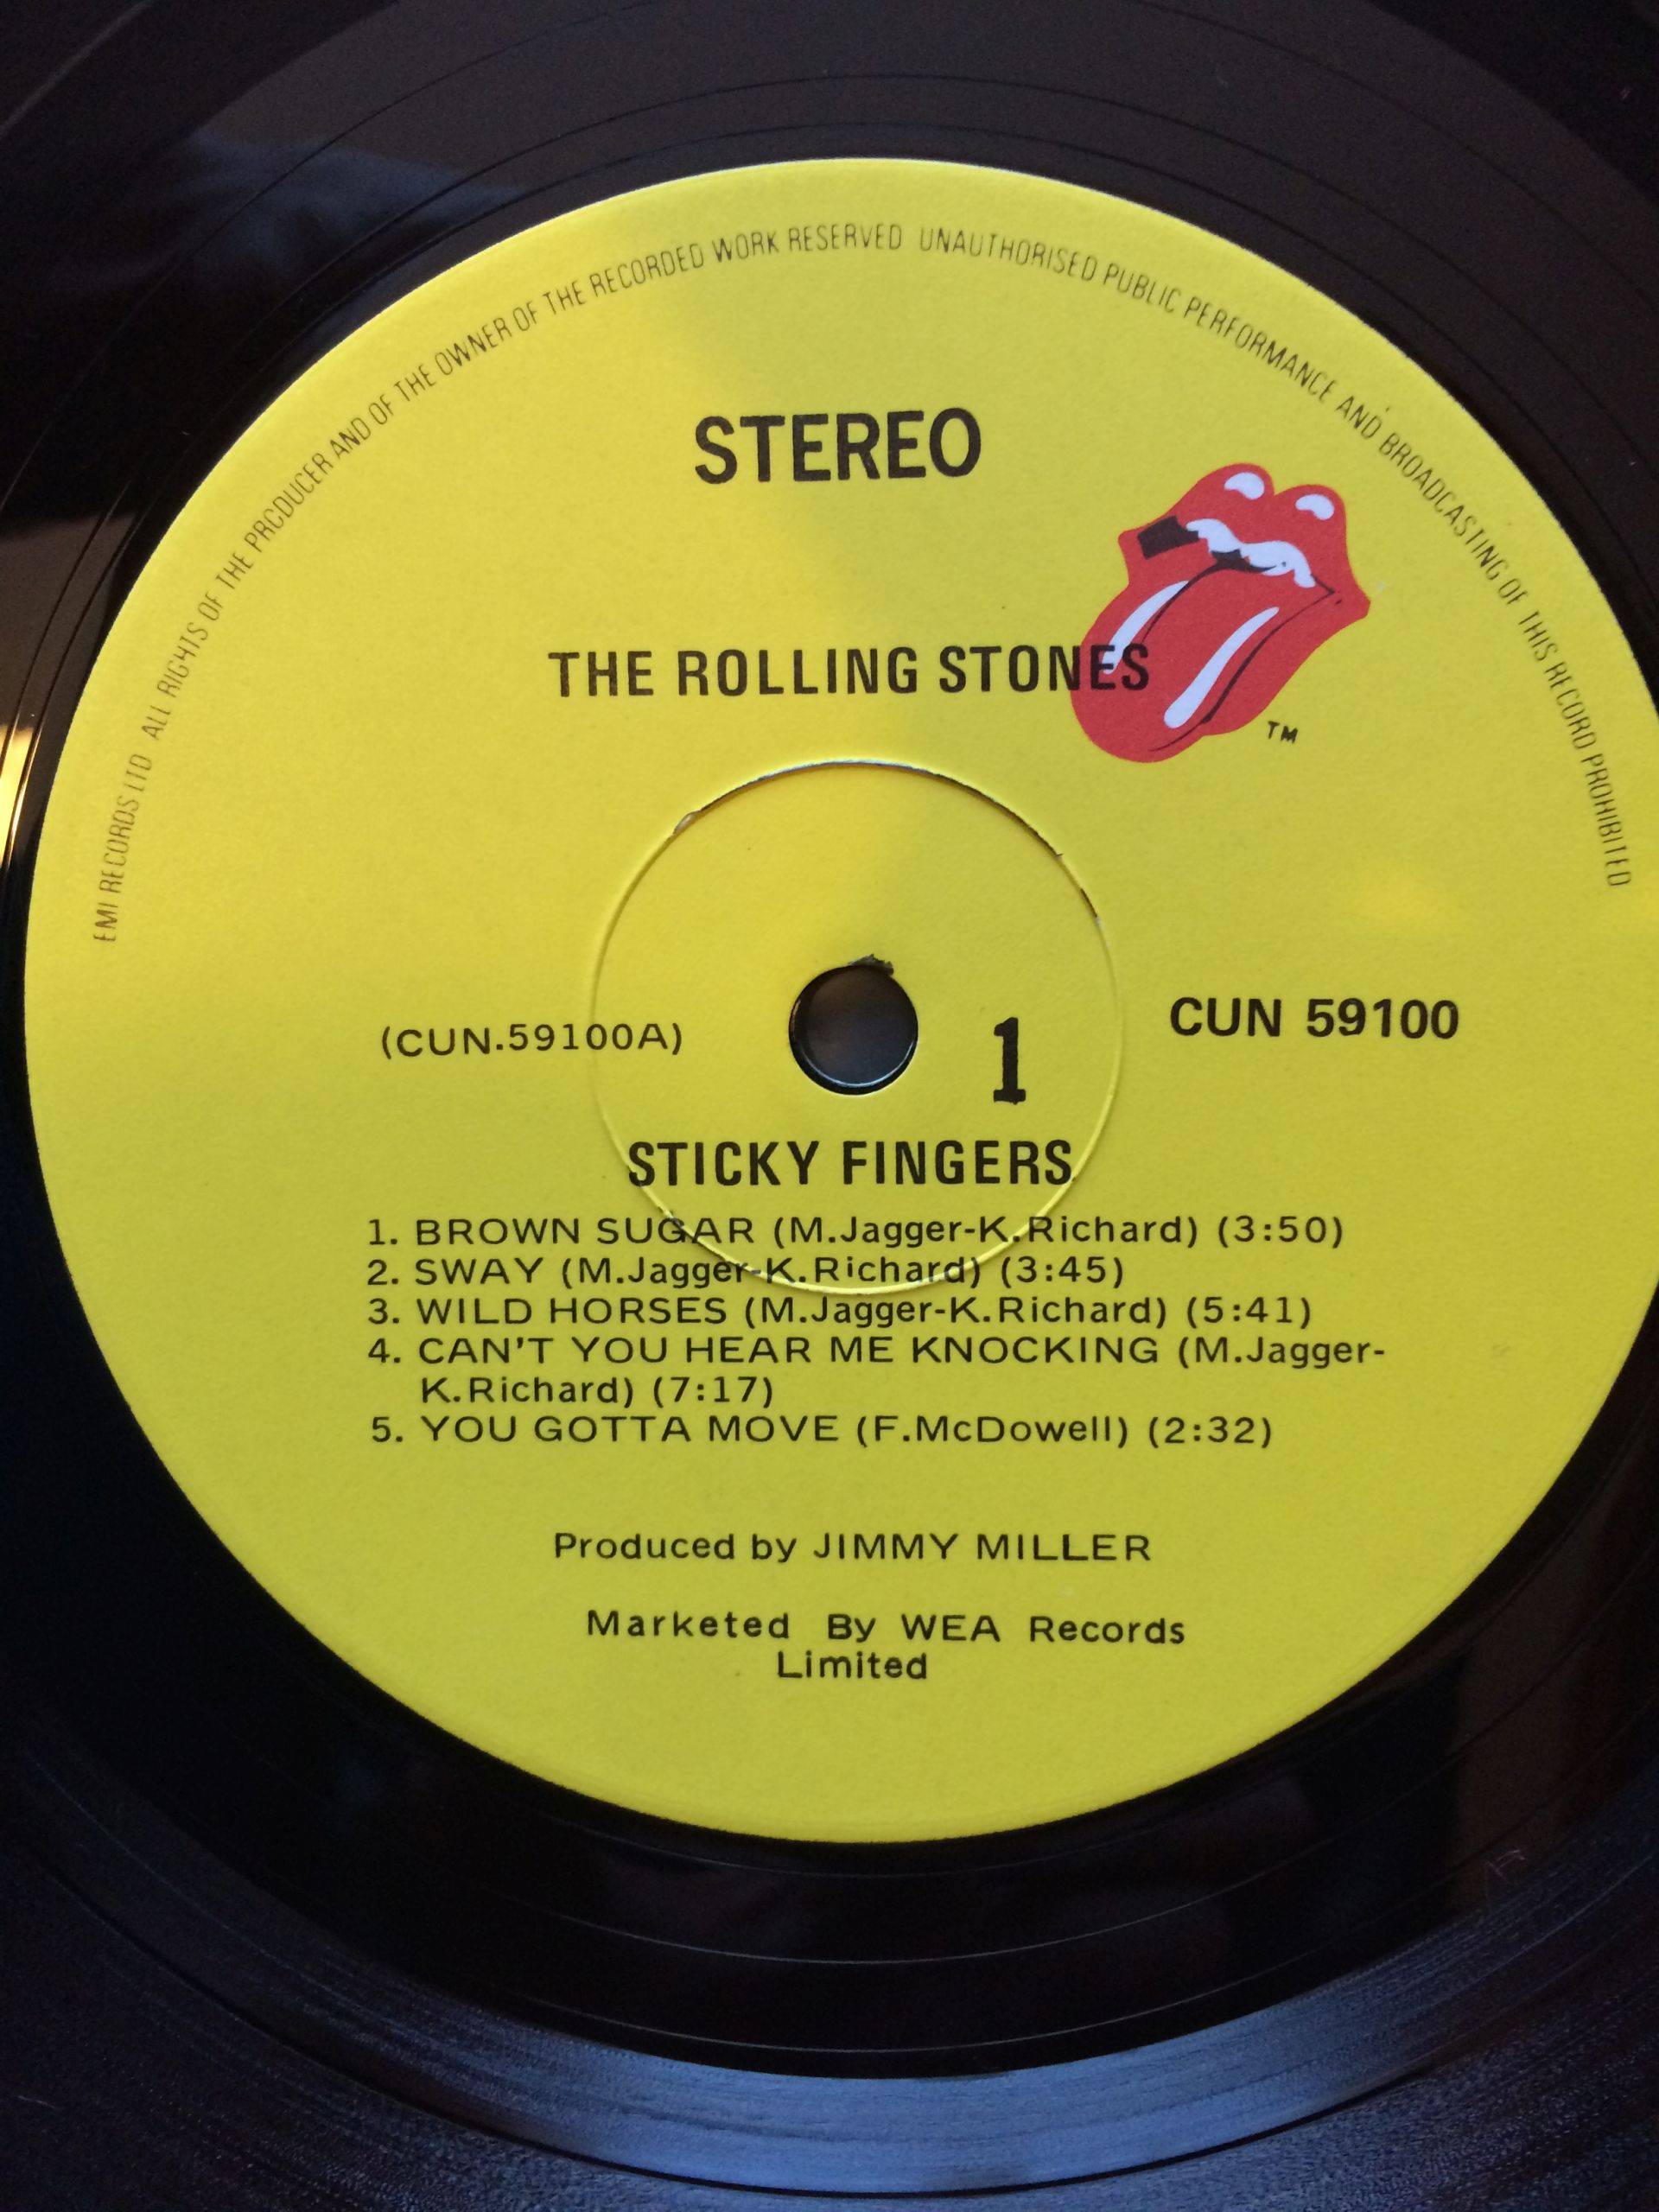 EMI RECORDS LTD ALL RIGHTS OF THE PRODUCER AND OF THE OWNER OF THE RECORDED WORK RESERVED UNAUTHORISED PUBLIC PERFORMANCE AND BROADCASTING OF THIS RECORD PROHIBITED
STEREO
THE ROLLING STONES
TM
(CUN.59100A)
1
CUN 59100
STICKY FINGERS
1. BROWN SUGAR (M.Jagger-K.Richard) (3:50)
2. SWAY (M.Jagger-K.Richard) (3:45)
3. WILD HORSES (M.Jagger-K.Richard) (5:41)
4. CAN'T YOU HEAR ME KNOCKING (M.Jagger-
K.Richard) (7:17)
5. YOU GOTTA MOVE (F.McDowell) (2:32)
Produced by JIMMY MILLER
Marketed By WEA Records
Limited